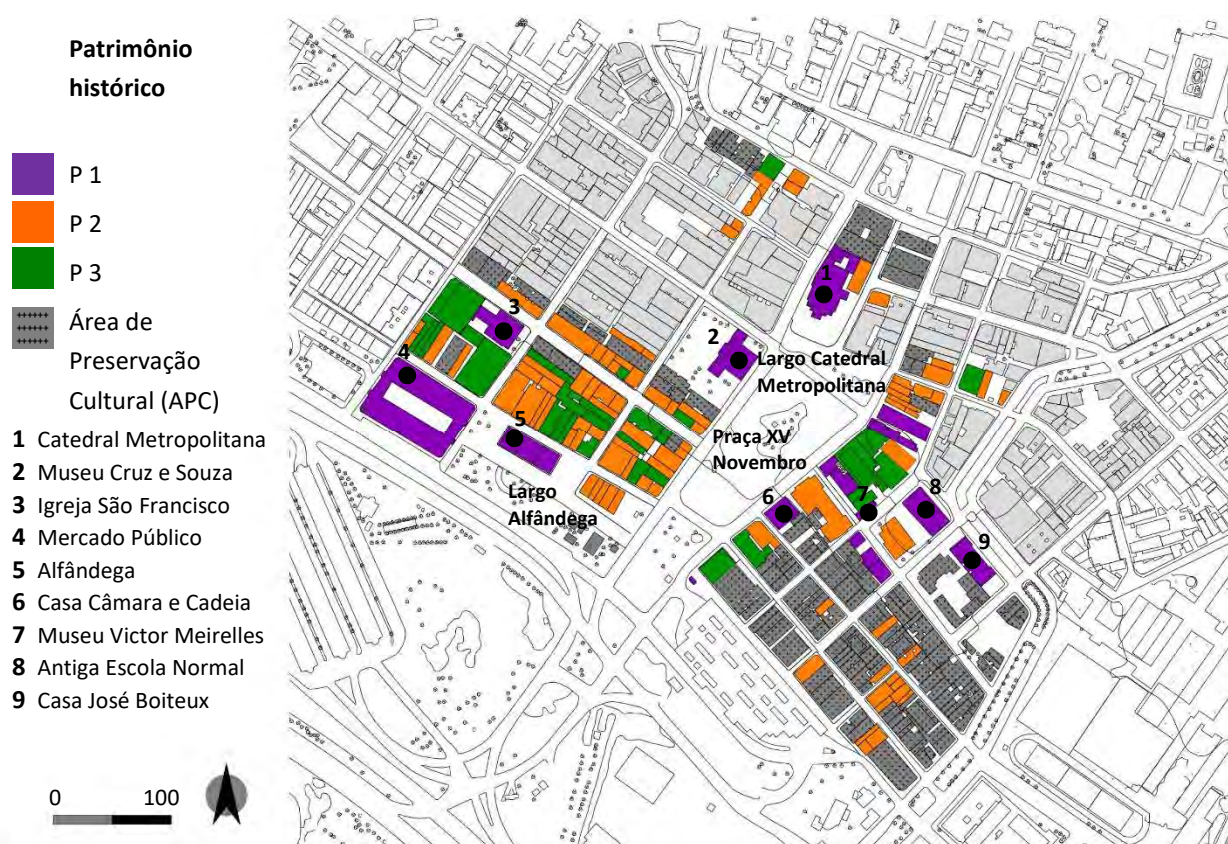 Patrimônio
histórico
P 1
P 2
P 3
Área de
Preservação
Cultural (APC)
1 Catedral Metropolitana
2 Museu Cruz e Souza
3 Igreja São Francisco
4 Mercado Público
5 Alfândega
6 Casa Câmara e Cadeia
7 Museu Victor Meirelles
8 Antiga Escola Normal
9 Casa José Boiteux
0 100
1
2
3
4
5
6
7
8
9
Largo Catedral
Metropolitana
Praça XV
Novembro
Largo
Alfândega